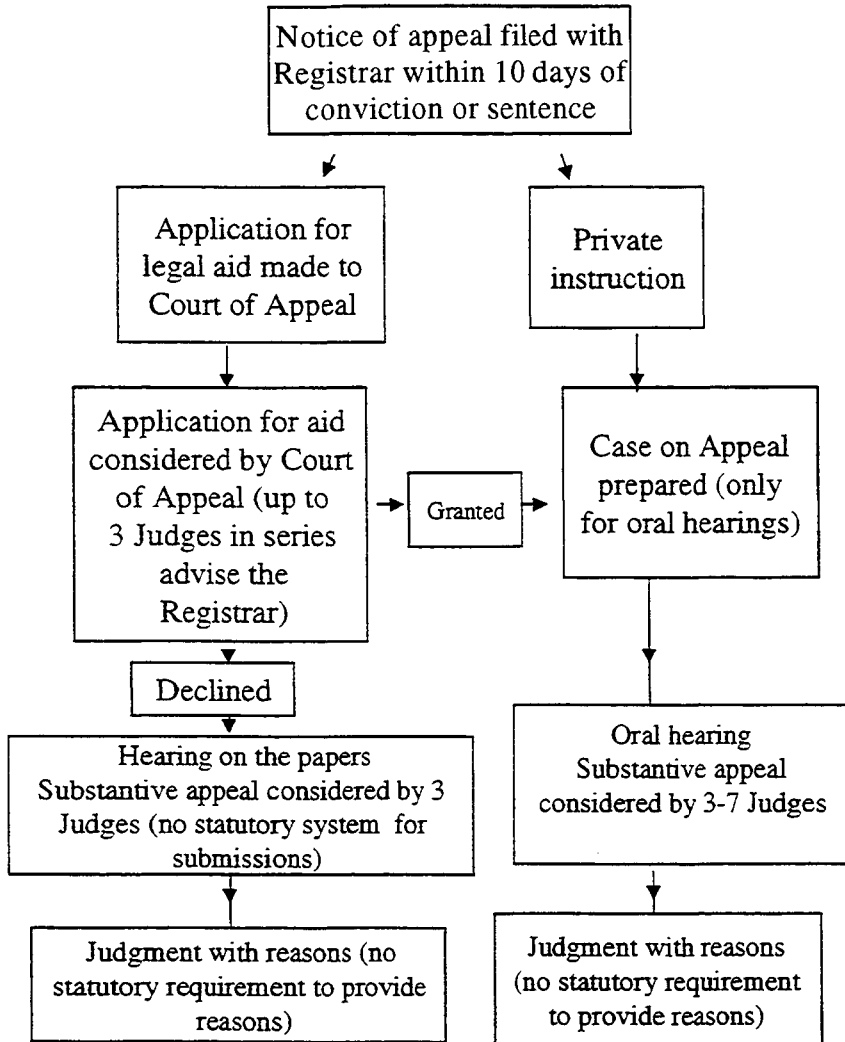 Notice of appeal filed with
Registrar within 10 days of
conviction or sentence
Application for
legal aid made to
Court of Appeal
Private
instruction
Application for aid
considered by Court
of Appeal (up to
3 Judges in series
advise the
Registrar)
Granted
Case on Appeal
prepared (only
for oral hearings)
Declined
Hearing on the papers
Substantive appeal considered by 3
Judges (no statutory system for
submissions)
Oral hearing
Substantive appeal
considered by 3-7 Judges
Judgment with reasons (no
statutory requirement to provide
reasons)
Judgment with reasons
(no statutory requirement
to provide reasons)